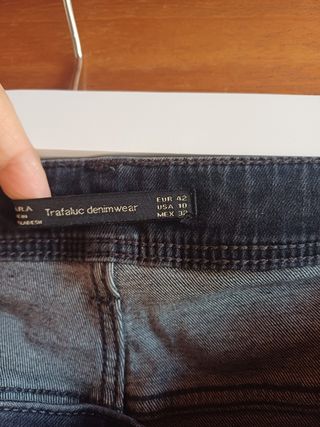 Trafaluc denimwear
EUR 42
USA 10
MEX 32